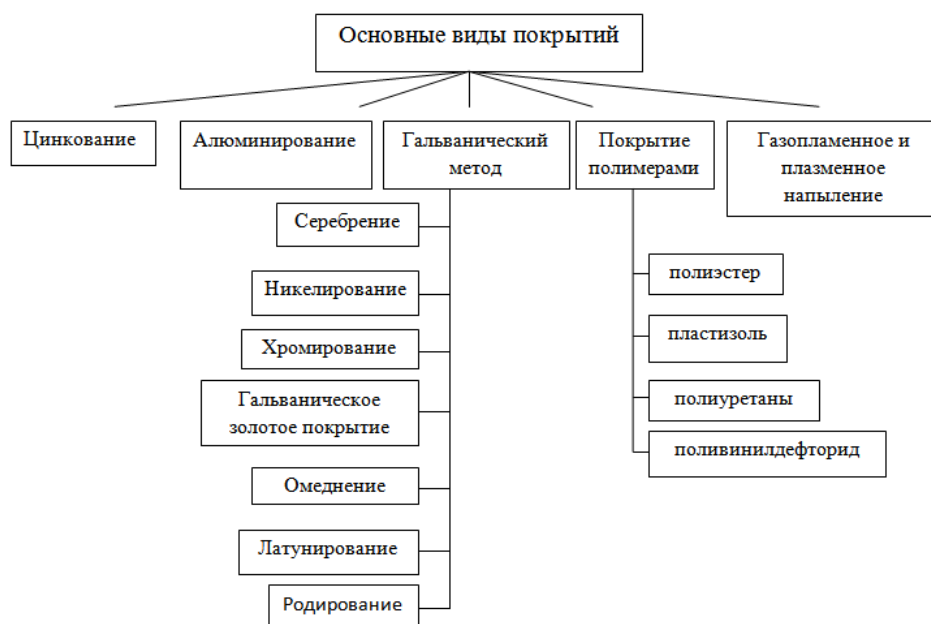 Основные виды покрытий
Цинкование
Алюминирование
Гальванический
метод
Покрытие
полимерами
Газопламенное и
плазменное
напыление
Серебрение
Никелирование
Хромирование
Гальваническое
золотое покрытие
Омеднение
Латунирование
Родирование
полиэстер
пластизоль
полиуретаны
поливинилдефторид